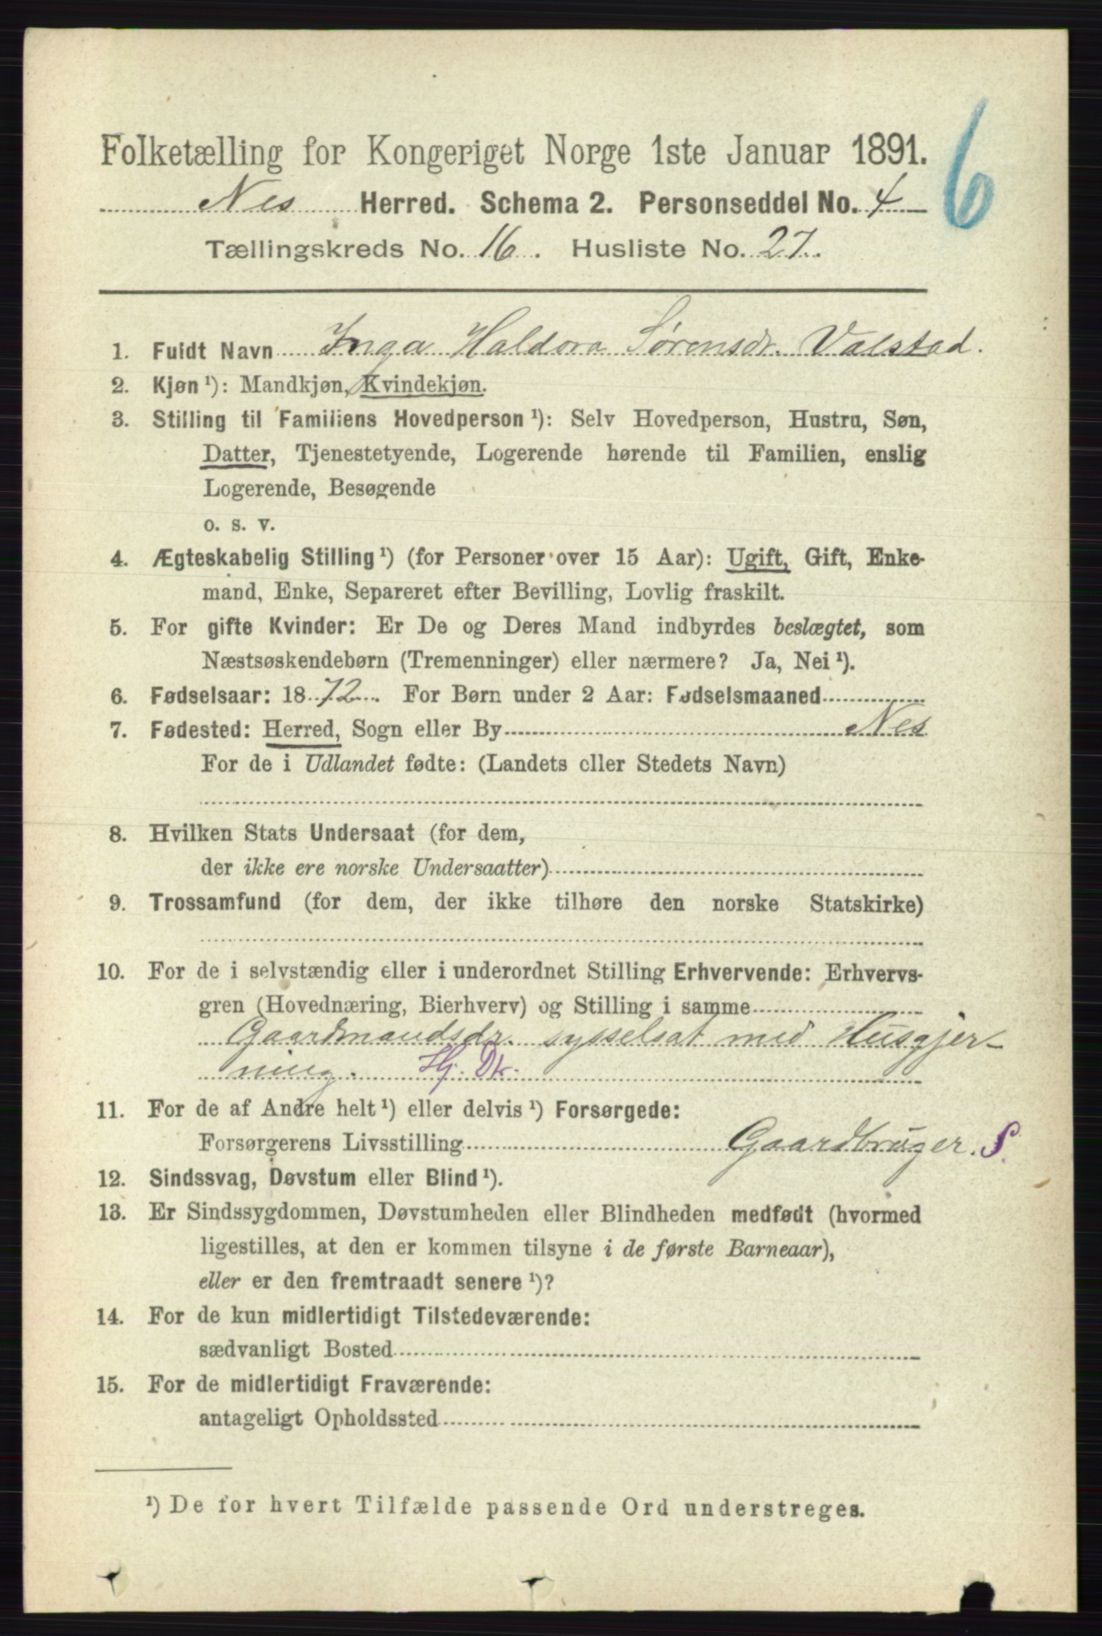 6
Folketælling for Kongeriget Norge 1ste Januar 1891.
Nes Herred. Schema 2. Personseddel No. 4
Tællingskreds No. 16. Husliste No. 27.
1. Fuldt Navn Inga Haldora Sørensdr. Valstad.
2. Kjøn ¹): Mandkjøn, Kvindekjøn.
3. Stilling til Familiens Hovedperson ¹): Selv Hovedperson, Hustru, Søn,
Datter, Tjenestetyende, Logerende hørende til Familien, enslig
Logerende, Besøgende
o. s. v.
4. Ægteskabelig Stilling ¹) (for Personer over 15 Aar): Ugift, Gift, Enke-
mand, Enke, Separeret efter Bevilling, Lovlig fraskilt.
5. For gifte Kvinder: Er De og Deres Mand indbyrdes beslægtet, som
Næstsøskendebørn (Tremenninger) eller nærmere? Ja, Nei ¹).
6. Fødselsaar: 1872. For Børn under 2 Aar: Fødselsmaaned
7. Fødested: Herred, Sogn eller By Nes
For de i Udlandet fødte: (Landets eller Stedets Navn)
8. Hvilken Stats Undersaat (for dem,
der ikke ere norske Undersaatter)
9. Trossamfund (for dem, der ikke tilhøre den norske Statskirke)
10. For de i selvstændig eller i underordnet Stilling Erhvervende: Erhvervs-
gren (Hovednæring, Bierhverv) og Stilling i samme
Gaardmandsdr. sysselsat med Husgjer-
ning. Hj. Dtr.
11. For de af Andre helt ¹) eller delvis ¹) Forsørgede:
Forsørgerens Livsstilling Gaardbruger. S.
12. Sindssvag, Døvstum eller Blind ¹).
13. Er Sindssygdommen, Døvstumheden eller Blindheden medfødt (hvormed
ligestilles, at den er kommen tilsyne i de første Barneaar),
eller er den fremtraadt senere ¹)?
14. For de kun midlertidigt Tilstedeværende:
sædvanligt Bosted
15. For de midlertidigt Fraværende:
antageligt Opholdssted
¹) De for hvert Tilfælde passende Ord understreges.